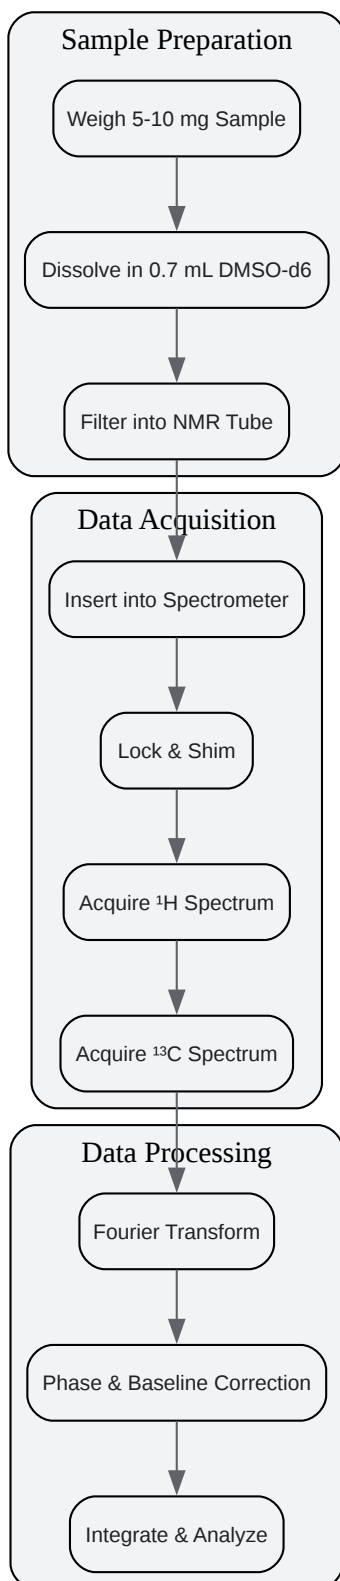 Sample Preparation
Weigh 5-10 mg Sample
Dissolve in 0.7 mL DMSO-d6
Filter into NMR Tube
Data Acquisition
Insert into Spectrometer
Lock & Shim
Acquire ¹H Spectrum
Acquire ¹³C Spectrum
Data Processing
Fourier Transform
Phase & Baseline Correction
Integrate & Analyze